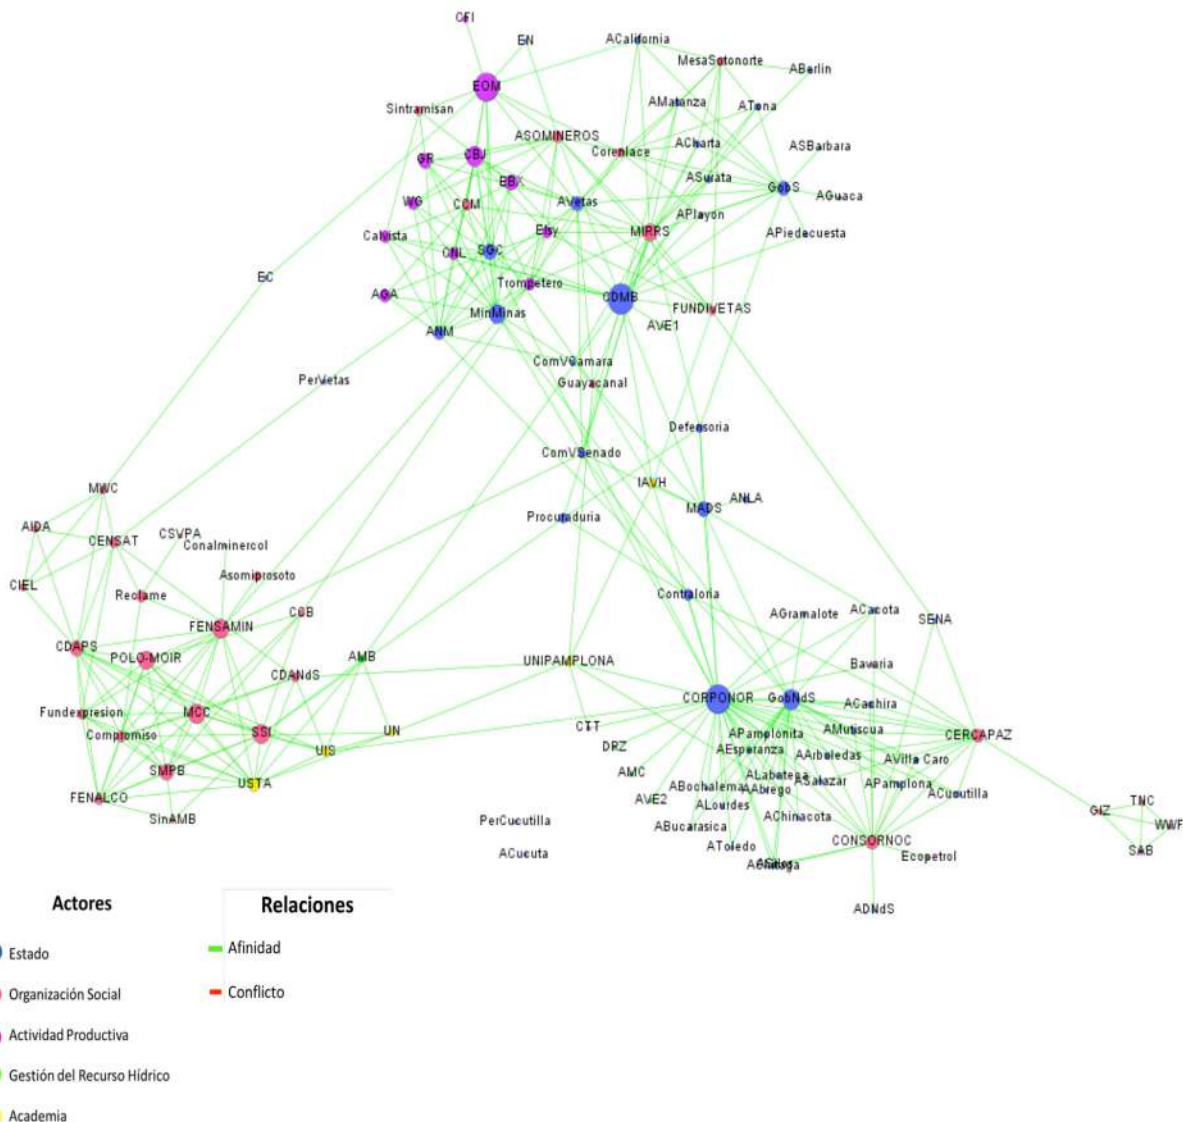 CFI
EN
ACalifornia
MesaSotonorte
ABerlin
EOM
AMatanza
ATona
Sintramisan
ASOMINEROS
ACharta
ASBarbara
Corenlace
CBJ
GR
BBX
ASurata
GobS
AGuaca
WG
CCM
AVetas
APlayon
MIPRS
APiedecuesta
Calvista
Elsy
CNL
SGC
EC
Trompetero
AGA
CDMB
FUNDIVETAS
MinMinas
AVE1
ANM
ComVCamara
PerVetas
Guayacanal
Defensoria
ComVSenado
IAVH
MWC
ANLA
MADS
Procuraduria
AIDA
CSVPA
CENSAT
Conalminercol
Asomiprosoto
CIEL
Reclame
Contraloria
CCB
AGramalote
ACacota
SENA
FENSAMIN
CDAPS
POLO-MOIR
AMB
UNIPAMPLONA
Bavaria
CDANdS
CORPONOR
GobNdS
ACachira
Fundexpresion
MCC
CTT
AMutiscua
Compromiso
SSI
UN
APamplonita
CERCAPAZ
UIS
DRZ
AEsperanza
AArboledas
AVilla Caro
SMPB
AMC
ALabatega
USTA
ASalazar
APamplona
ABochalema
AAbrego
ACucutilla
FENALCO
AVE2
ALourdes
TNC
GIZ
SinAMB
PerCucutilla
ABucarasica
AChinacota
WWF
CONSORNOC
SAB
AToledo
ACucuta
Ecopetrol
ADNdS
Actores
Relaciones
Estado
Afinidad
Organización Social
Conflicto
Actividad Productiva
Gestión del Recurso Hídrico
Academia